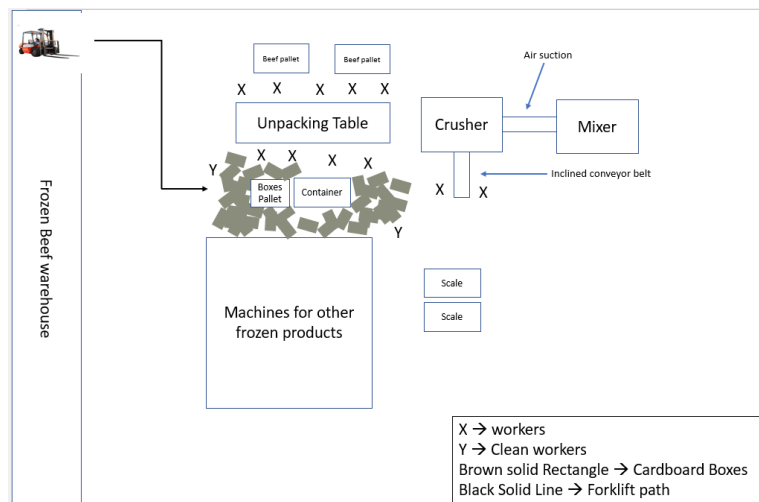 Frozen Beef warehouse
Beef pallet
Beef pallet
X X X X X
Unpacking Table
X X X X
Y
Boxes
Pallet
Container
Y
Machines for other
frozen products
Air suction
Crusher
Mixer
Inclined conveyor belt
X X
Scale
Scale
X → workers
Y → Clean workers
Brown solid Rectangle → Cardboard Boxes
Black Solid Line → Forklift path